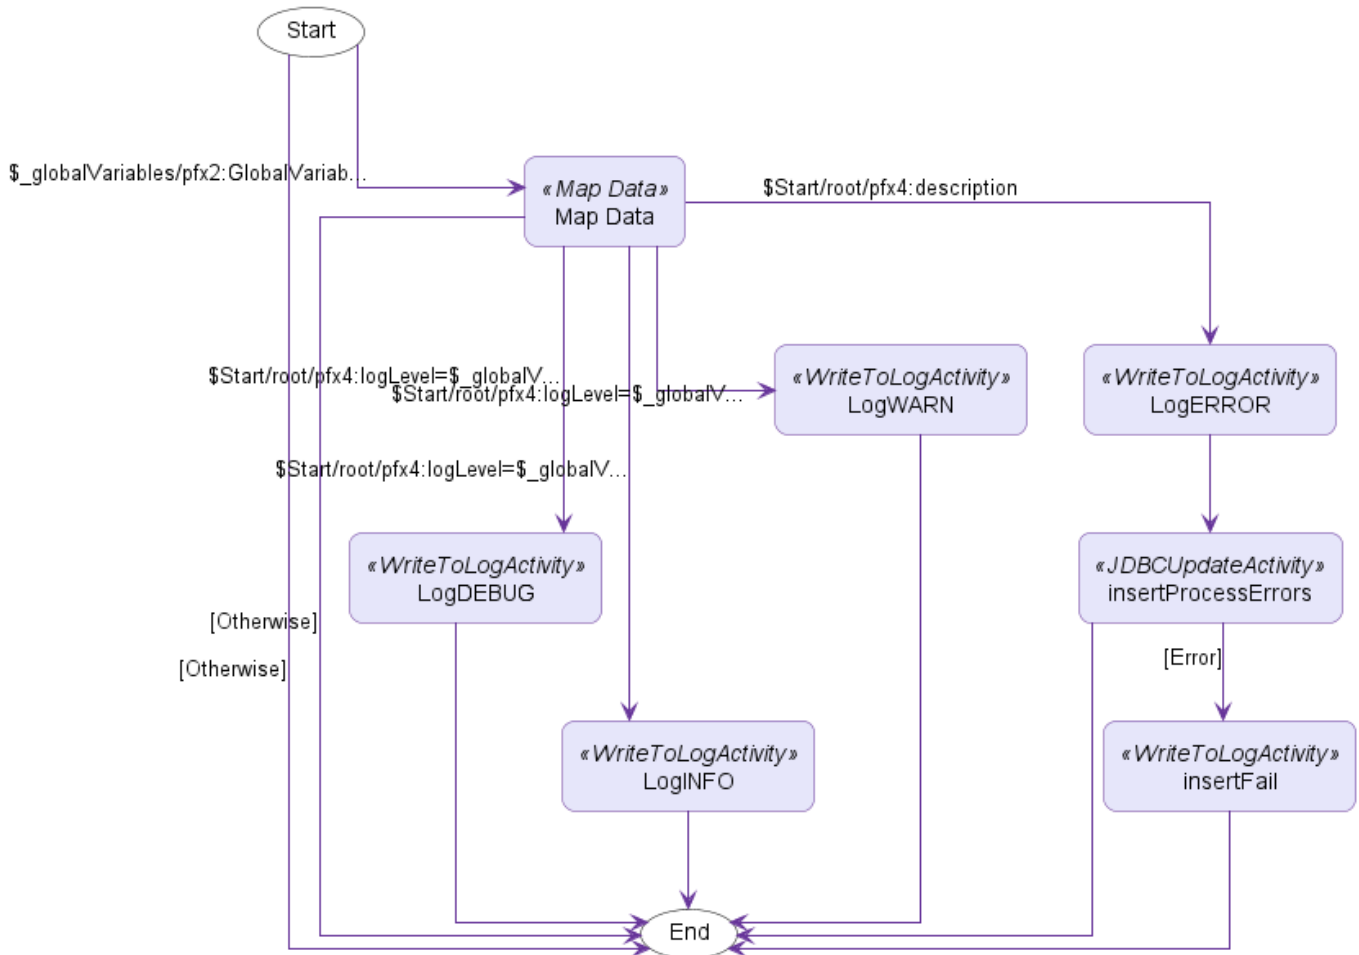 Start
$_globalVariables/pfx2:GlobalVariab...
«Map Data»
Map Data
$Start/root/pfx4:description
$Start/root/pfx4:logLevel=$_globalV...
$Start/root/pfx4:logLevel=$_globalV...
«WriteToLogActivity»
LogWARN
«WriteToLogActivity»
LogERROR
$Start/root/pfx4:logLevel=$_globalV...
«WriteToLogActivity»
LogDEBUG
«JDBCUpdateActivity»
insertProcessErrors
[Otherwise]
[Otherwise]
[Error]
«WriteToLogActivity»
LogINFO
«WriteToLogActivity»
insertFail
End